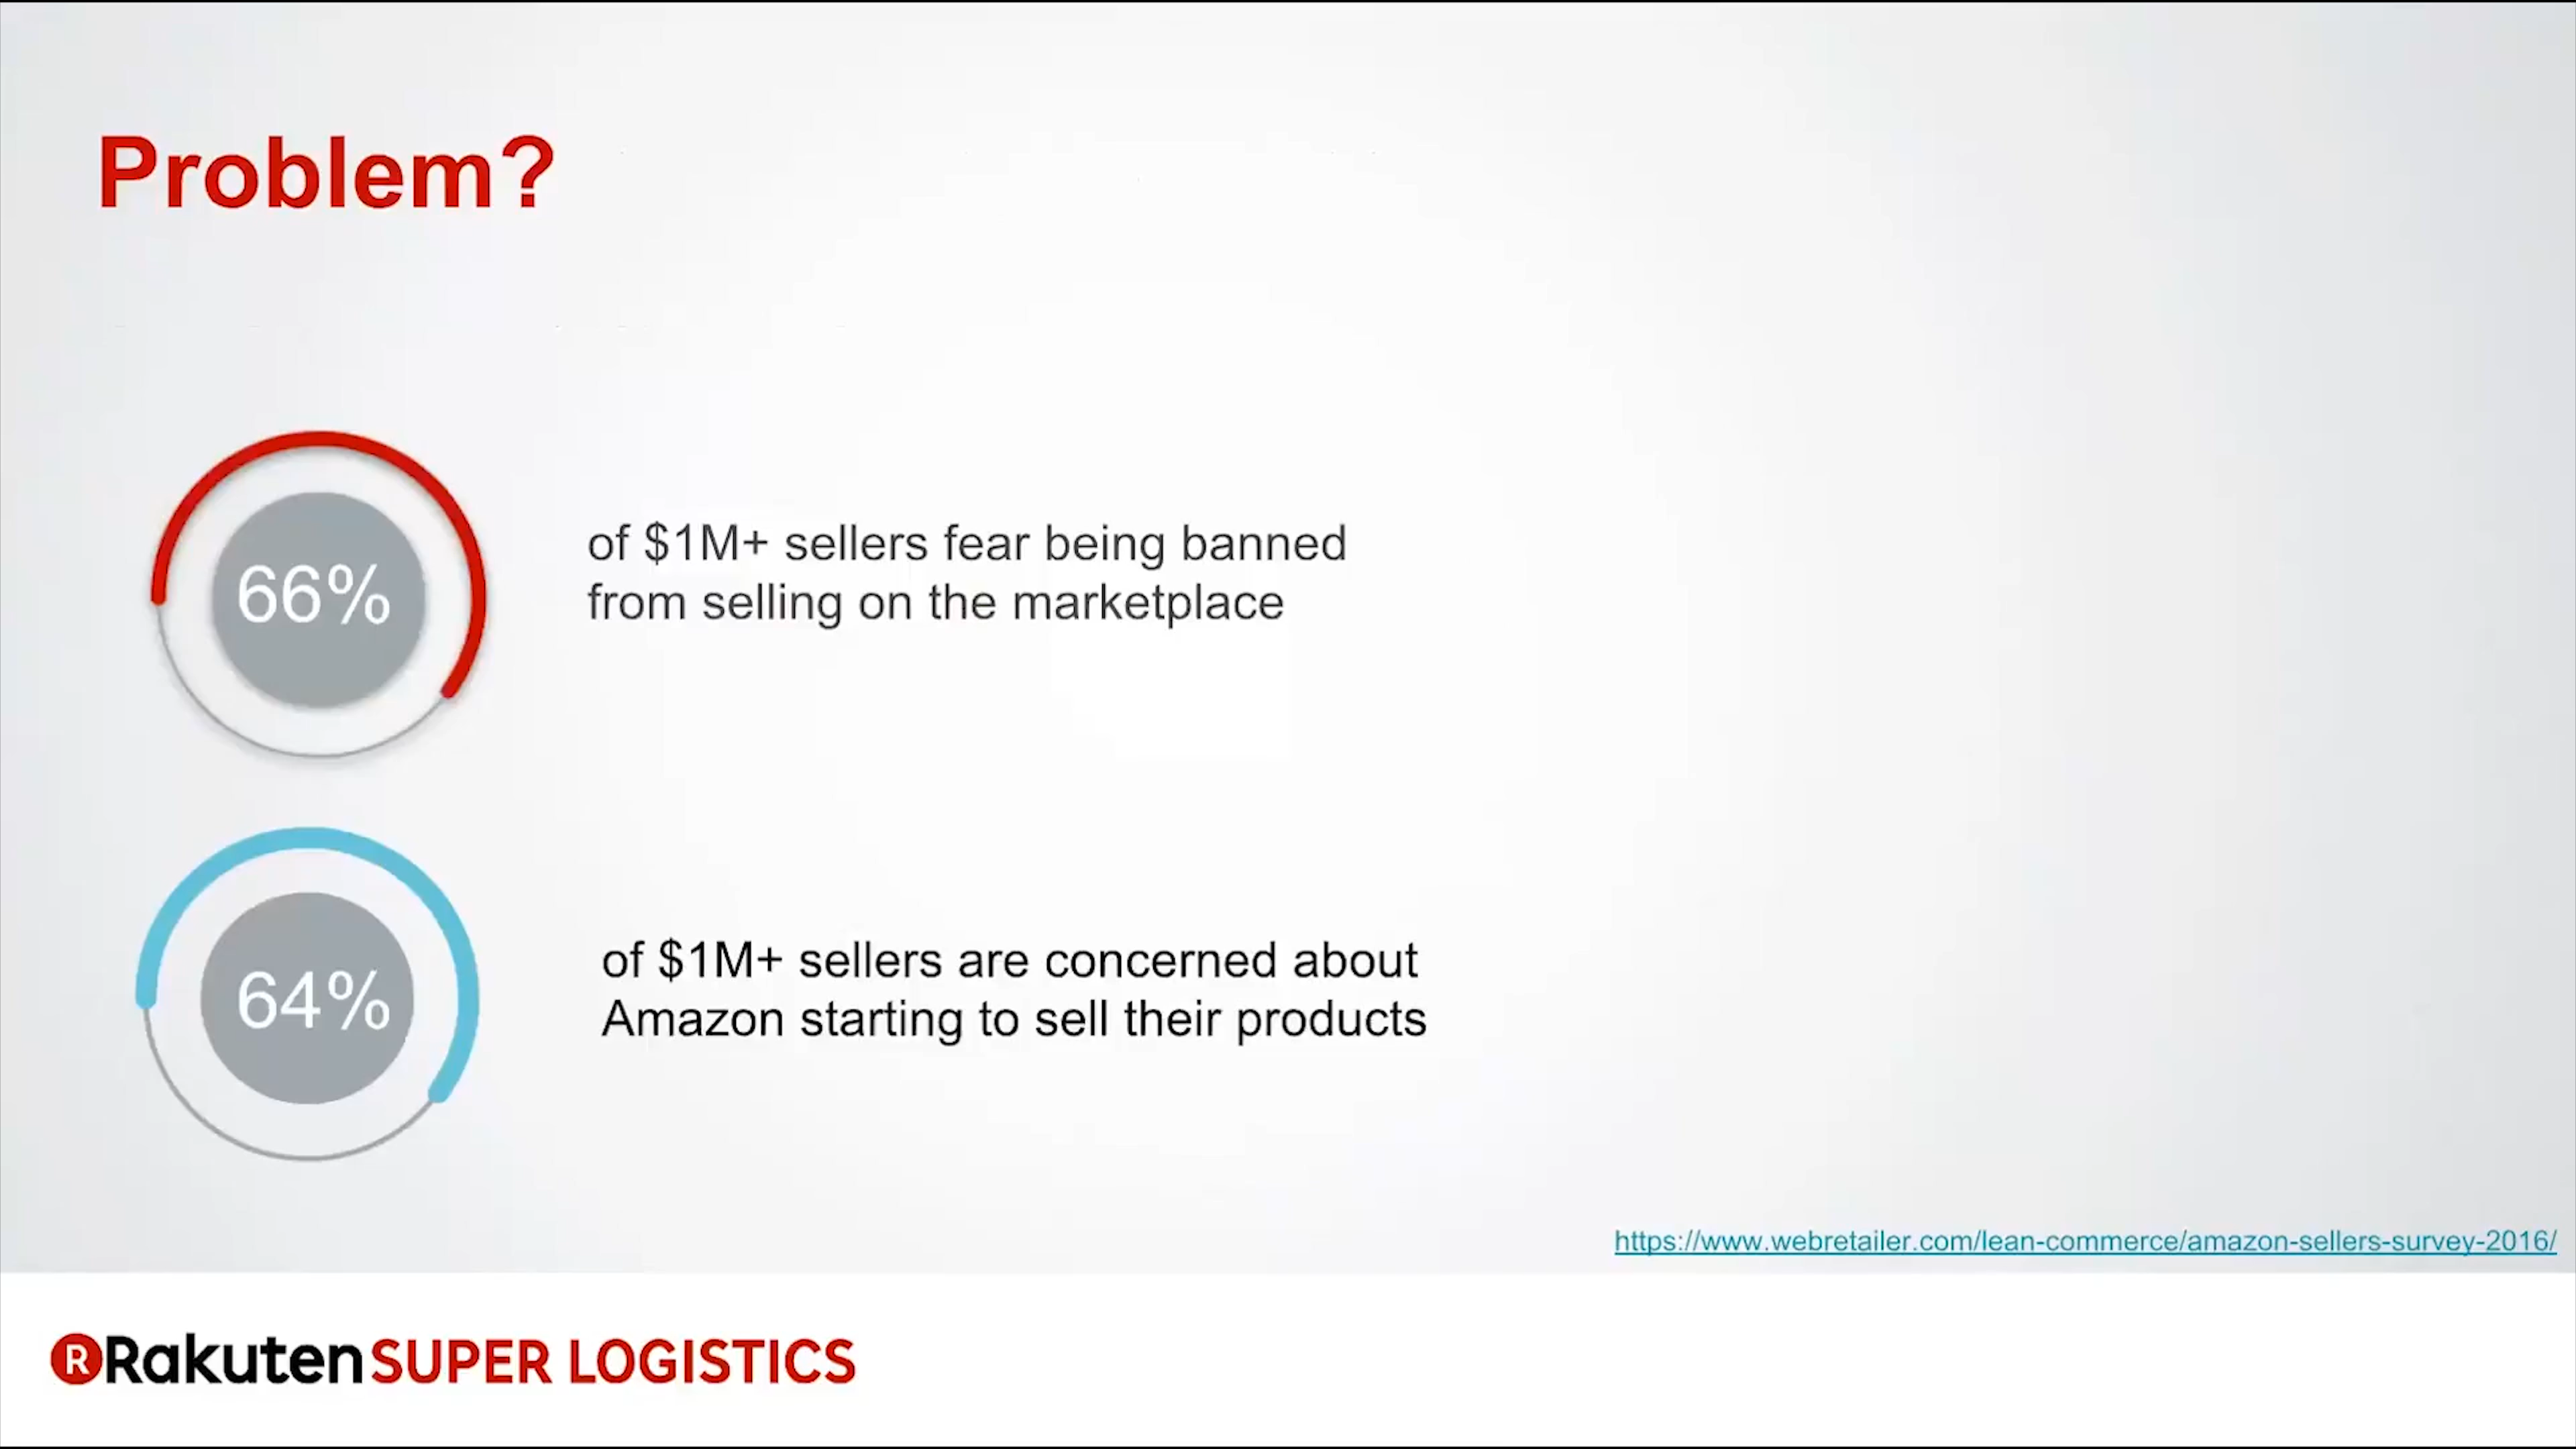 Problem?
66%
of $1M+ sellers fear being banned
from selling on the marketplace
64%
of $1M+ sellers are concerned about
Amazon starting to sell their products
https://www.webretailer.com/lean-commerce/amazon-sellers-survey-2016/
R Rakuten SUPER LOGISTICS